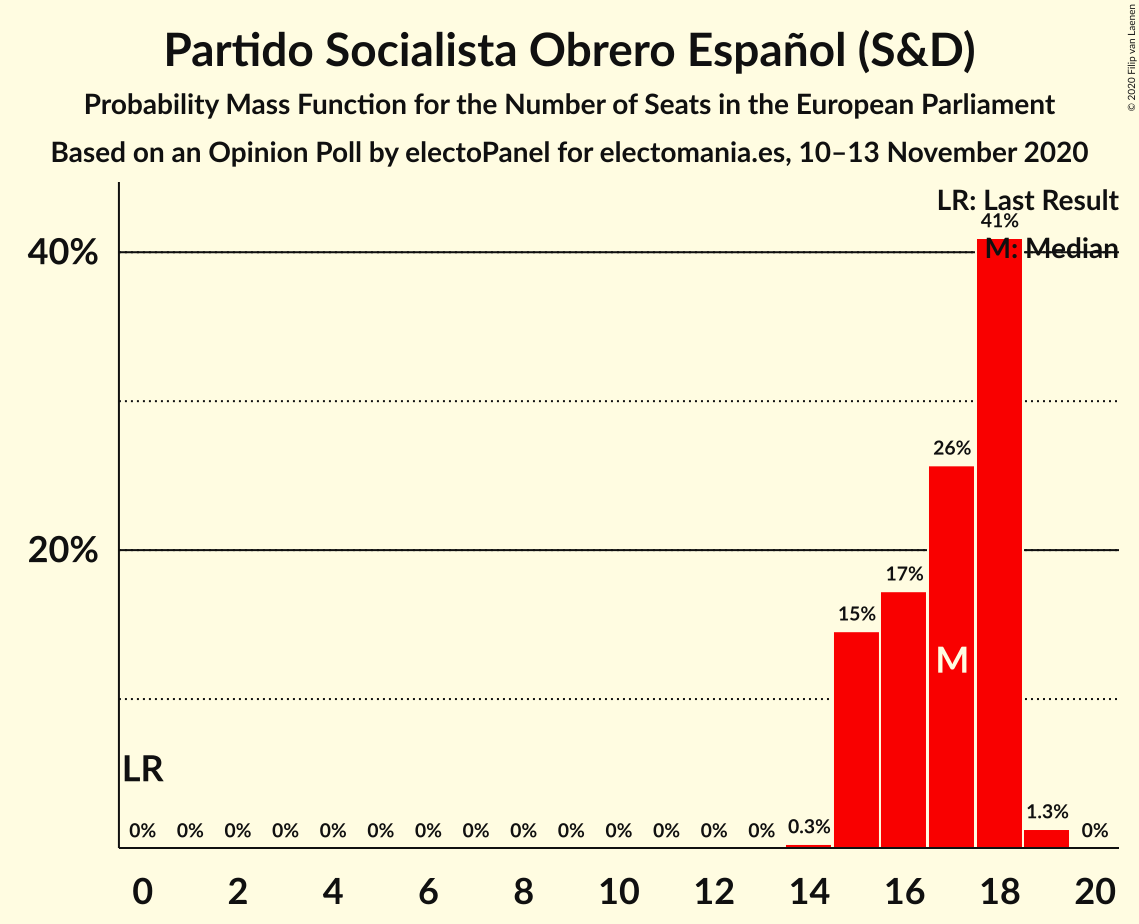 Partido Socialista Obrero Español (S&D)
Probability Mass Function for the Number of Seats in the European Parliament
Based on an Opinion Poll by electoPanel for electomania.es, 10–13 November 2020
© 2020 Filip van Laenen
LR: Last Result
41%
M: Median
40%
26%
20%
17%
15%
M
LR
0% 0% 0% 0% 0% 0% 0% 0% 0% 0% 0% 0% 0% 0% 0.3% 1.3% 0%
0 2 4 6 8 10 12 14 16 18 20